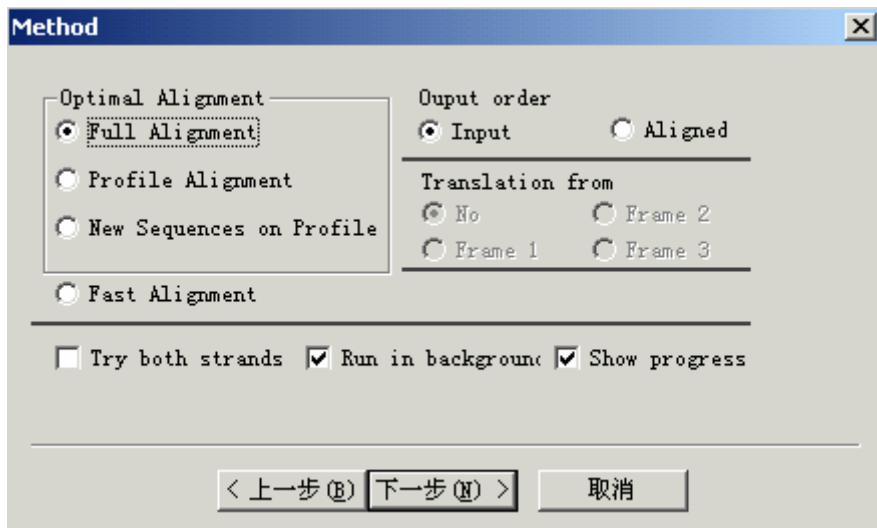 Method
Optimal Alignment
Full Alignment
Profile Alignment
New Sequences on Profile
Fast Alignment
Ouput order
Input Aligned
Translation from
No Frame 2
Frame 1 Frame 3
Try both strands Run in background Show progress
< 上一步(B) 下一步(N) > 取消